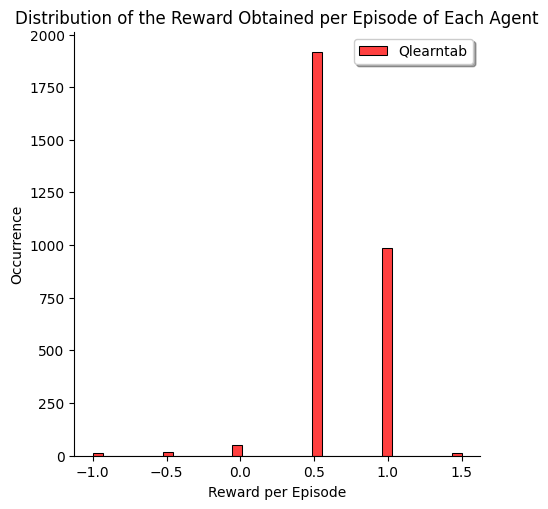 Distribution of the Reward Obtained per Episode of Each Agent
Qlearntab
Occurrence
2000
1750
1500
1250
1000
750
500
250
0
−1.0 −0.5 0.0 0.5 1.0 1.5
Reward per Episode